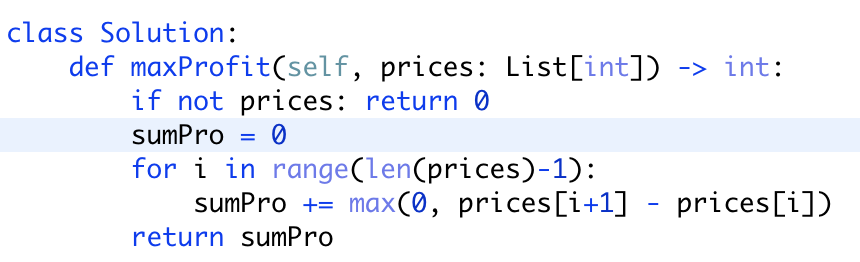 class Solution:
    def maxProfit(self, prices: List[int]) -> int:
        if not prices: return 0
        sumPro = 0
        for i in range(len(prices)-1):
            sumPro += max(0, prices[i+1] - prices[i])
        return sumPro